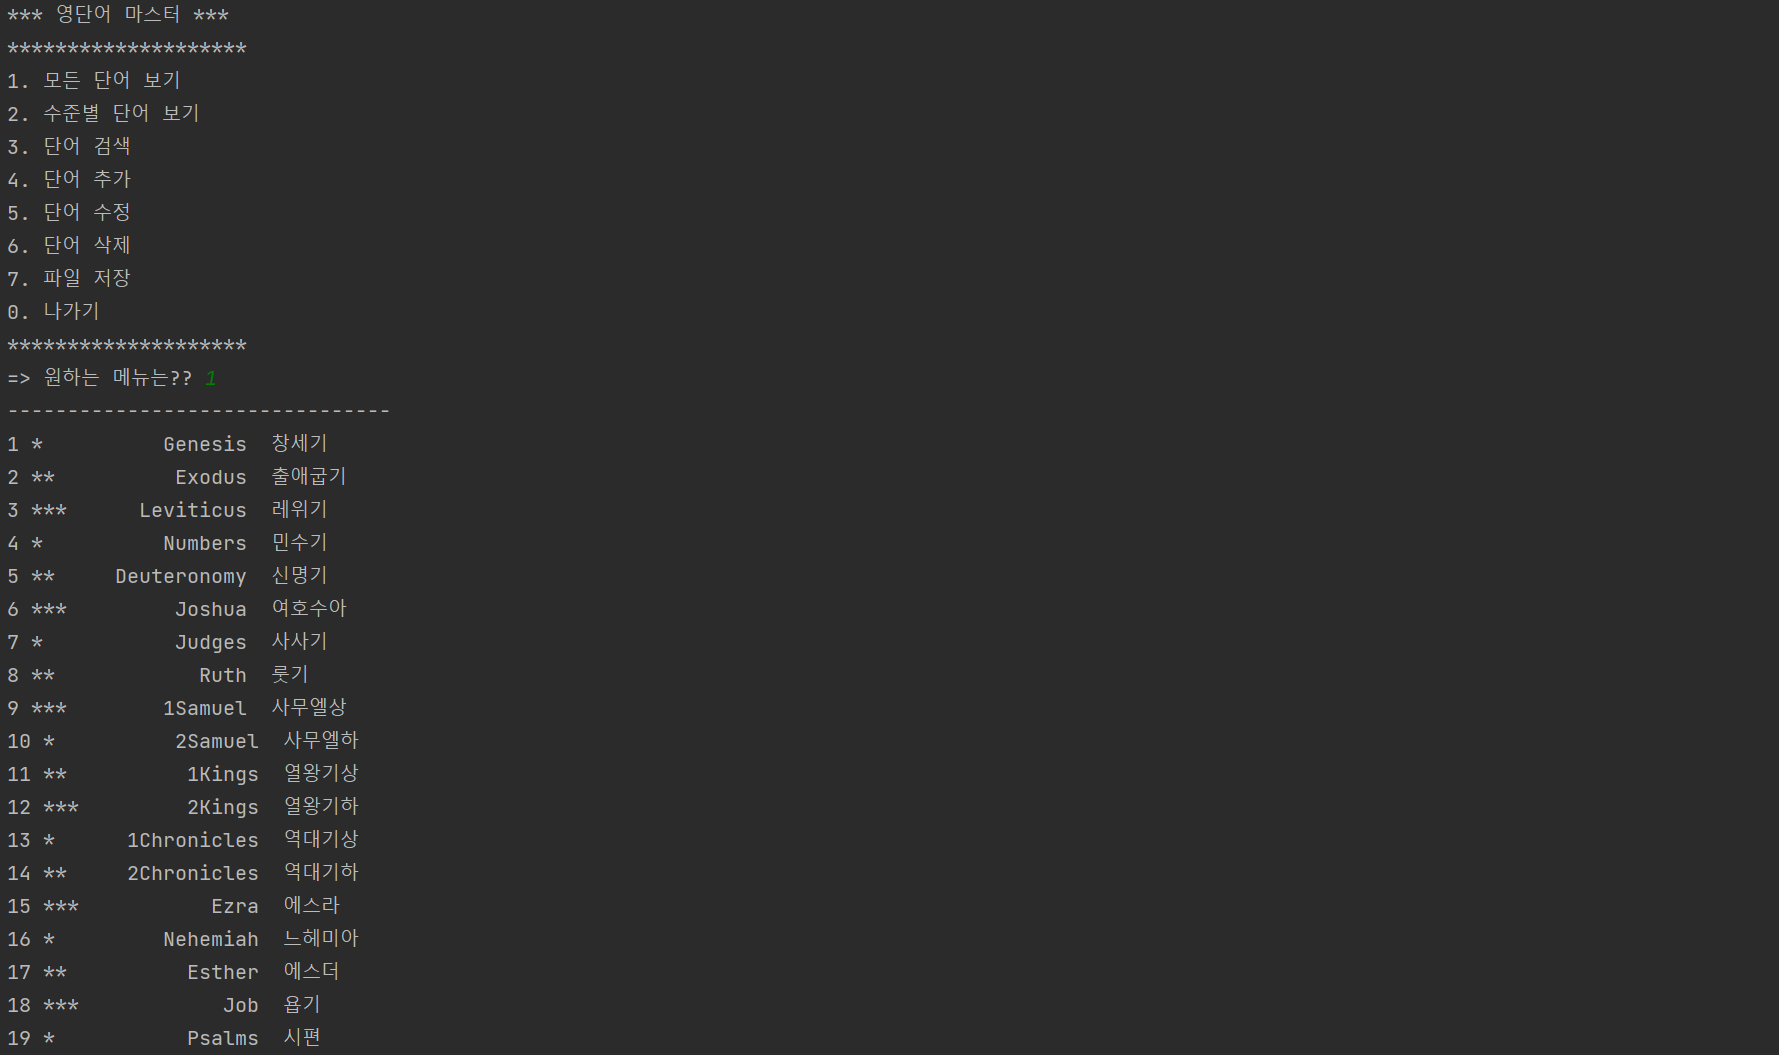 *** 영단어 마스터 ***
********************
1. 모든 단어 보기
2. 수준별 단어 보기
3. 단어 검색
4. 단어 추가
5. 단어 수정
6. 단어 삭제
7. 파일 저장
0. 나가기
********************
=> 원하는 메뉴는?? 1
--------------------------------
1 *          Genesis  창세기
2 **          Exodus  출애굽기
3 ***      Leviticus  레위기
4 *          Numbers  민수기
5 **     Deuteronomy  신명기
6 ***         Joshua  여호수아
7 *           Judges  사사기
8 **            Ruth  룻기
9 ***        1Samuel  사무엘상
10 *          2Samuel  사무엘하
11 **          1Kings  열왕기상
12 ***         2Kings  열왕기하
13 *      1Chronicles  역대기상
14 **     2Chronicles  역대기하
15 ***           Ezra  에스라
16 *         Nehemiah  느헤미아
17 **          Esther  에스더
18 ***            Job  욥기
19 *           Psalms  시편